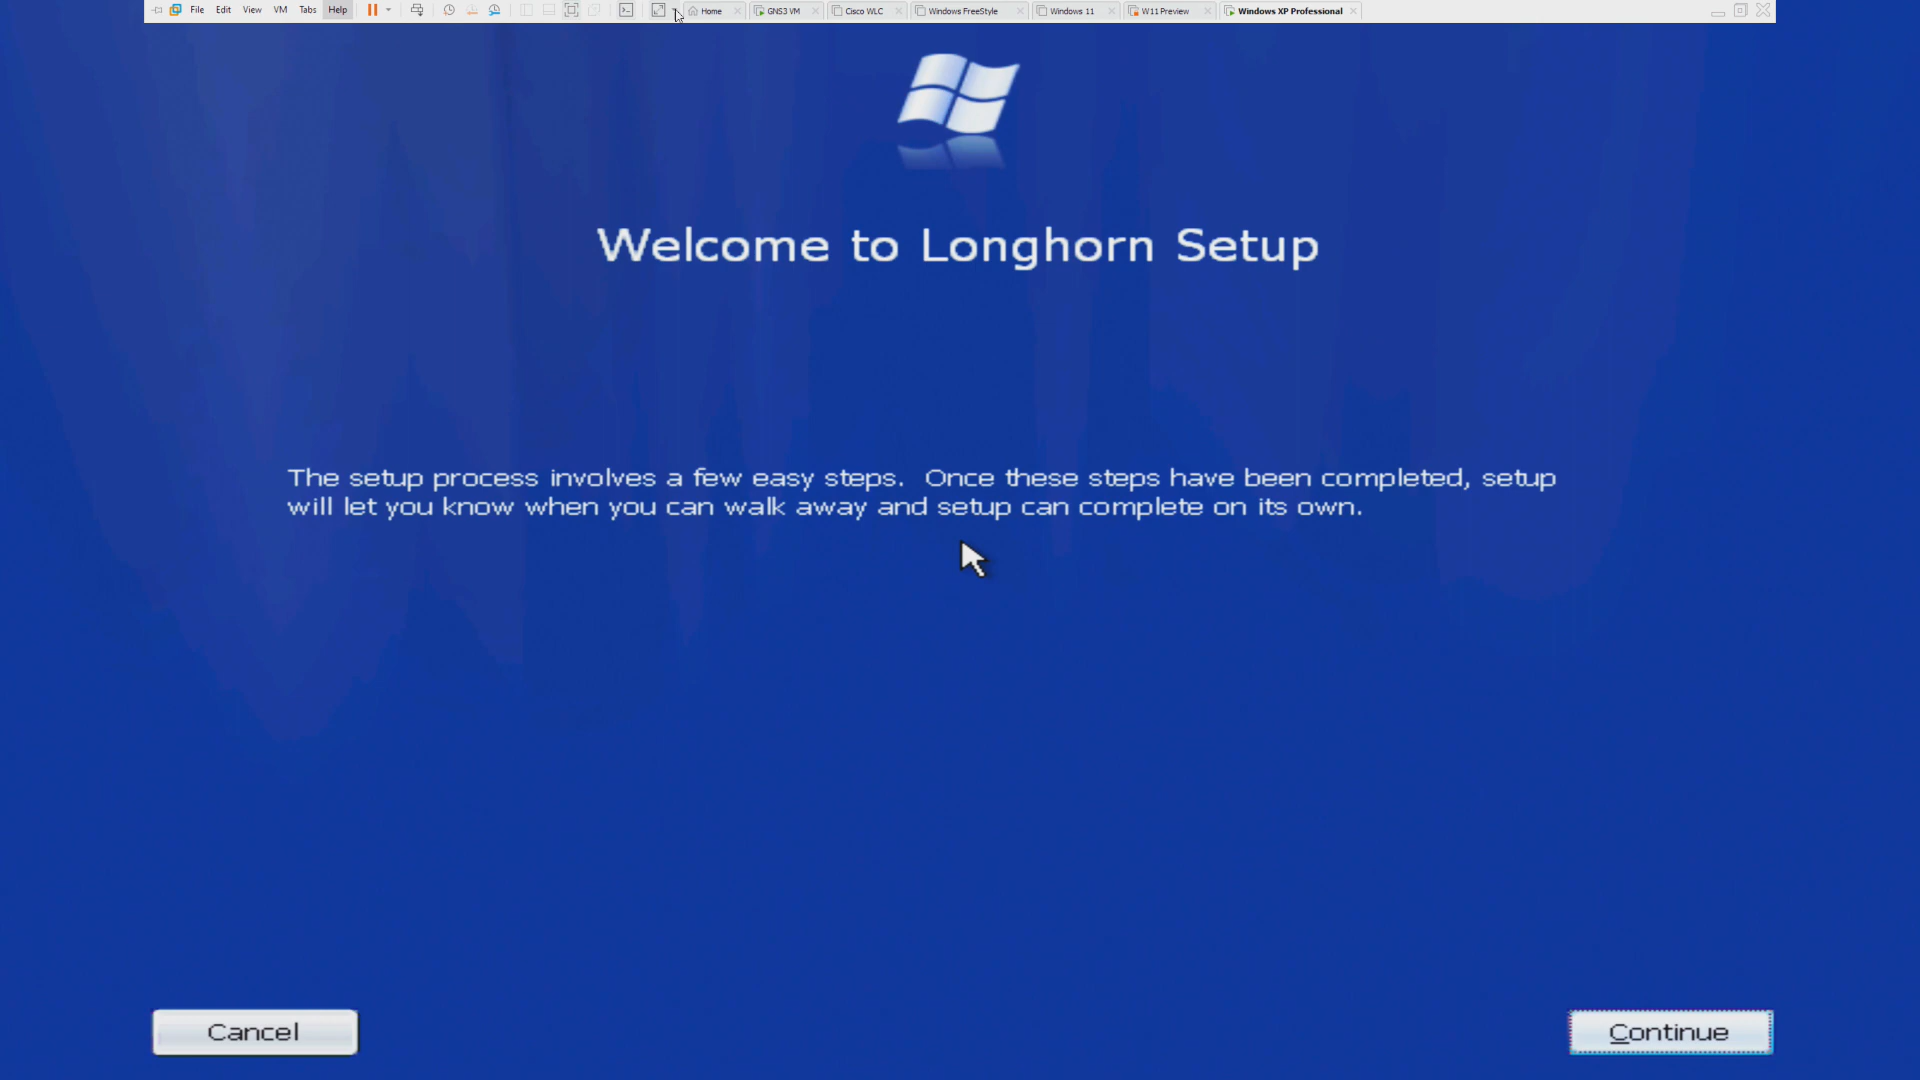 File Edit View VM Tabs Help Home GNS3 VM Cisco WLC Windows FreeStyle Windows 11 W11 Preview Windows XP Professional
Welcome to Longhorn Setup
The setup process involves a few easy steps. Once these steps have been completed, setup
will let you know when you can walk away and setup can complete on its own.
Cancel Continue